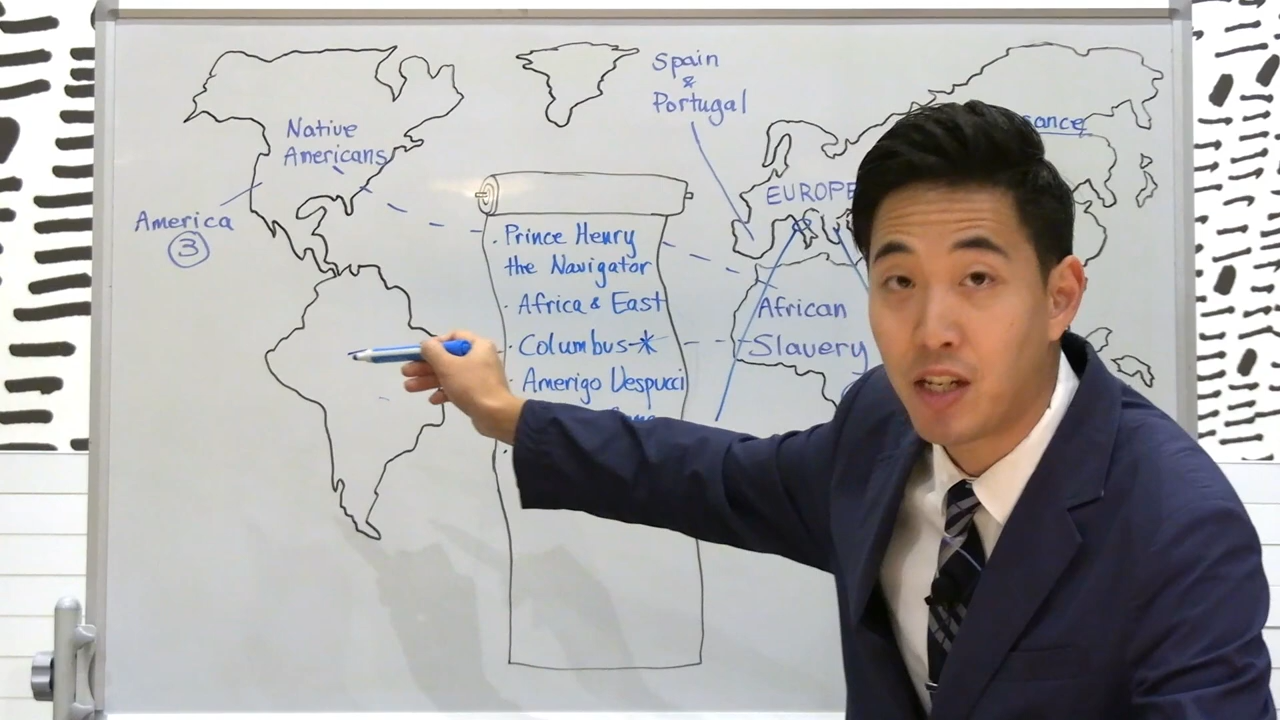 Spain
&
Portugal
Native
Americans
America
3
EUROPE
· Prince Henry
the Navigator
· Africa & East
· Columbus-*
· Amerigo Vespucci
African
Slavery